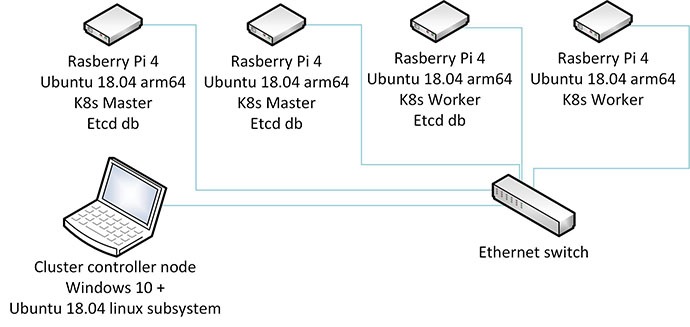 Rasberry Pi 4
Ubuntu 18.04 arm64
K8s Master
Etcd db
Rasberry Pi 4
Ubuntu 18.04 arm64
K8s Master
Etcd db
Rasberry Pi 4
Ubuntu 18.04 arm64
K8s Worker
Etcd db
Rasberry Pi 4
Ubuntu 18.04 arm64
K8s Worker
Cluster controller node
Windows 10 +
Ubuntu 18.04 linux subsystem
Ethernet switch